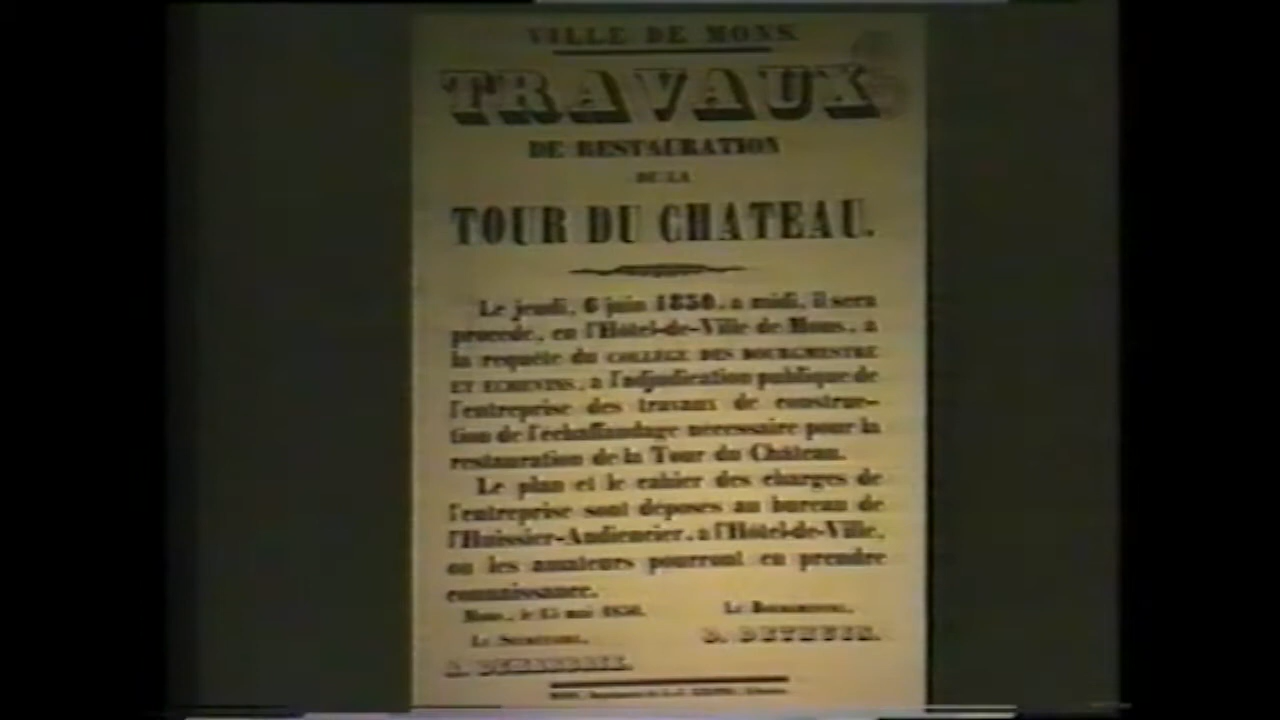 VILLE DE MONS
TRAVAUX
DE RESTAURATION
DE LA
TOUR DU CHATEAU.
Le jeudi, 6 juin 1850, a midi, il sera
procédé, en l'Hôtel-de-Ville de Mons, a
la requête du COLLEGE DES BOURGMESTRE
ET ECHEVINS, a l'adjudication publique de
l'entreprise des travaux de construc-
tion de l'échaffaudage nécessaire pour la
restauration de la Tour du Château.
Le plan et le cahier des charges de
l'entreprise sont déposés au bureau de
l'Huissier-Audiencier, a l'Hôtel-de-Ville,
ou les amateurs pourront en prendre
connaissance.
Mons, le 15 mai 1850.
Le Bourgmestre,
Le Secrétaire,
D.